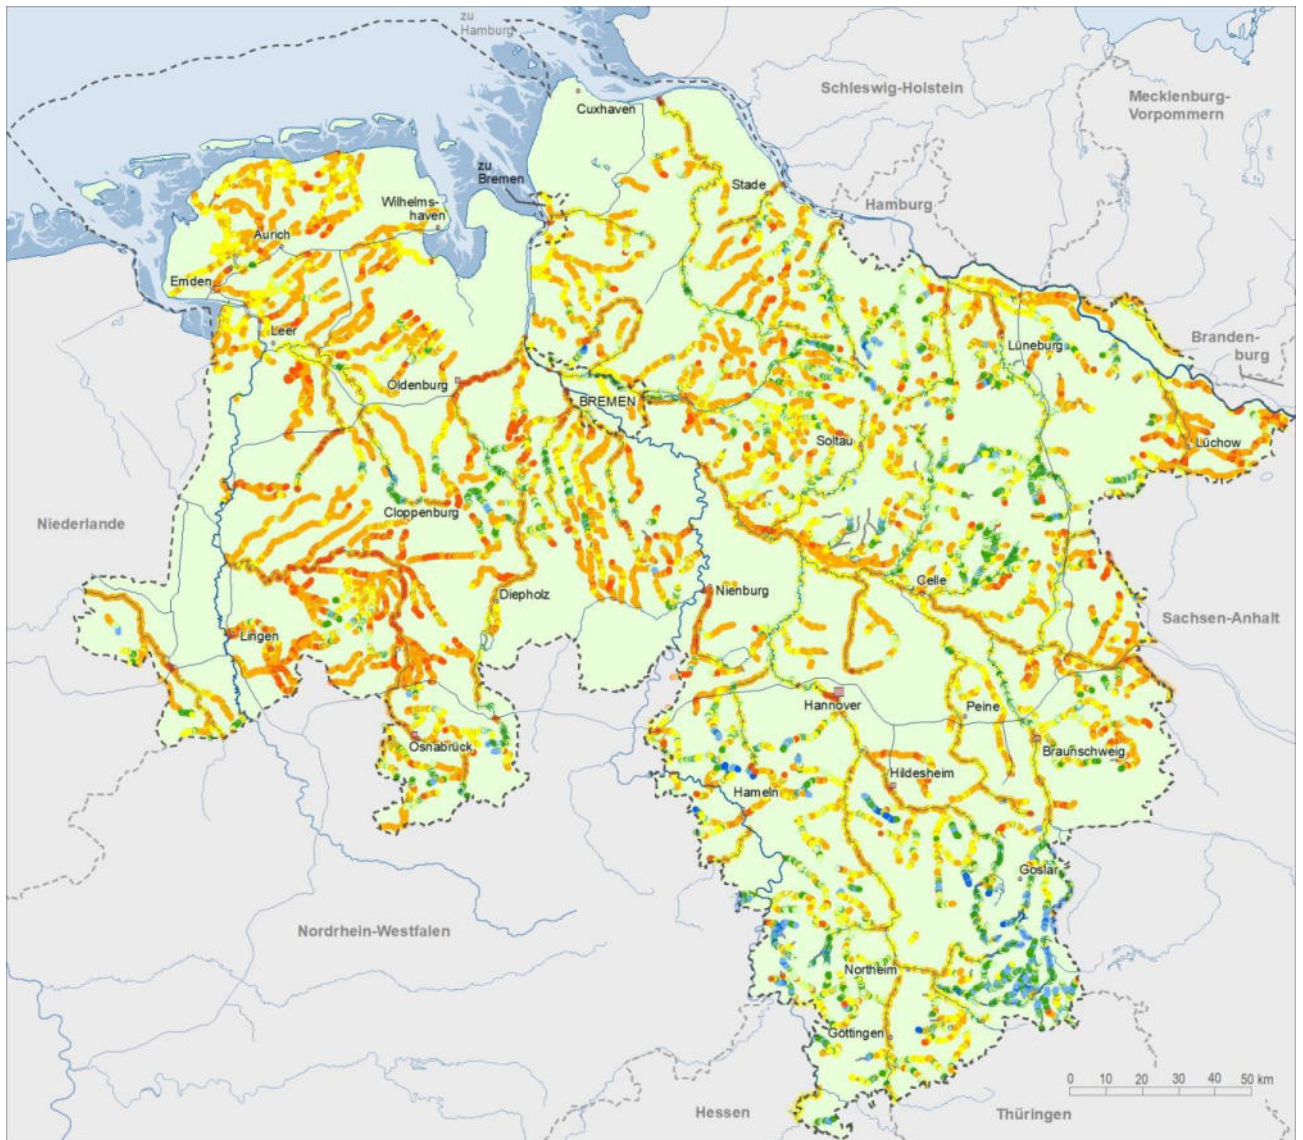 zu
Hamburg
Schleswig-Holstein
Mecklenburg-
Vorpommern
Cuxhaven
zu
Bremen
Stade
Hamburg
Wilhelms-
haven
Aurich
Emden
Leer
Lüneburg
Branden-
burg
Oldenburg
BREMEN
Soltau
Lüchow
Cloppenburg
Niederlande
Celle
Diepholz
Nienburg
Sachsen-Anhalt
Lingen
Hannover
Peine
Osnabrück
Braunschweig
Hildesheim
Hameln
Goslar
Nordrhein-Westfalen
Northeim
Göttingen
0 10 20 30 40 50 km
Hessen
Thüringen